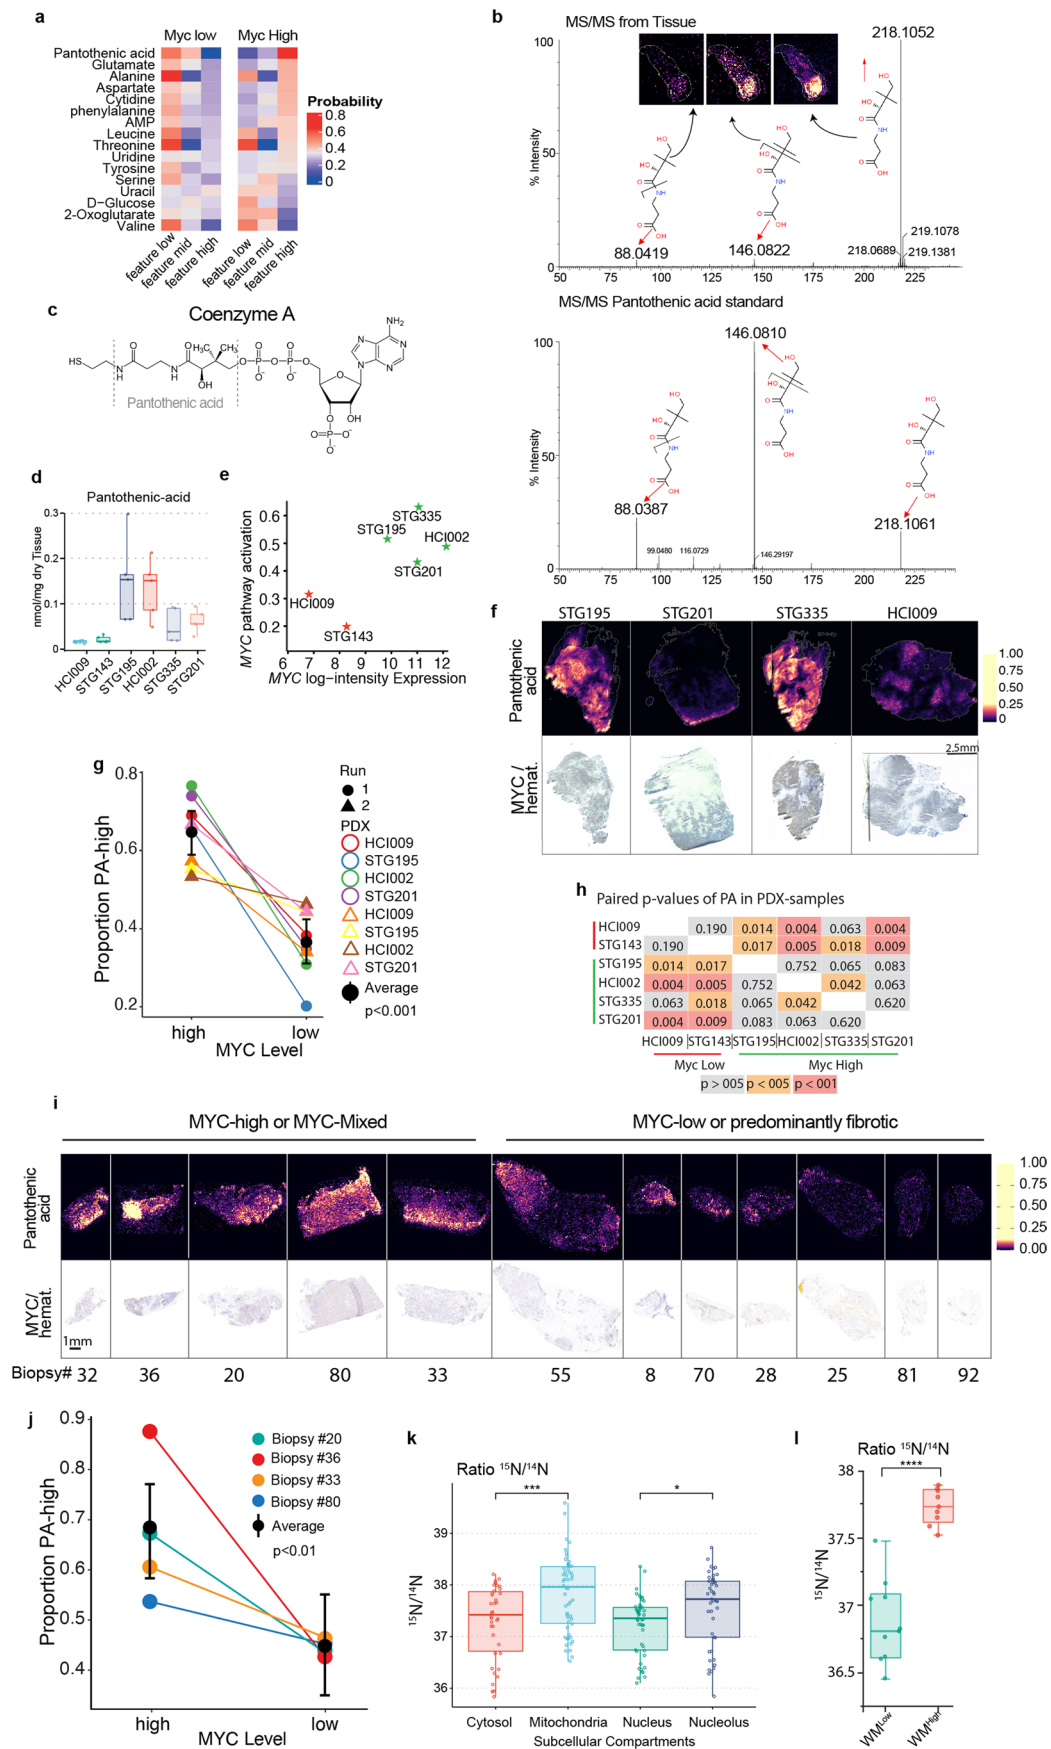 a
Myc low
Myc High
Pantothenic acid
Glutamate
Alanine
Aspartate
Cytidine
phenylalanine
AMP
Leucine
Threonine
Uridine
Tyrosine
Serine
Uracil
D-Glucose
2-Oxoglutarate
Valine
feature low
feature mid
feature high
feature low
feature mid
feature high
Probability
0.8
0.6
0.4
0.2
0
b
MS/MS from Tissue
218.1052
100
50
0
% Intensity
88.0419
146.0822
218.0689
219.1078
219.1381
50 75 100 125 150 175 200 225
MS/MS Pantothenic acid standard
146.0810
100
50
0
% Intensity
88.0387
99.0480
116.0729
146.29197
218.1061
50 75 100 125 150 175 200 225
c
Coenzyme A
Pantothenic acid
d
Pantothenic-acid
nmol/mg dry Tissue
0.3
0.2
0.1
0
HCI009
STG143
STG195
HCI002
STG335
STG201
e
MYC pathway activation
0.6
0.5
0.4
0.3
0.2
STG335
STG195
HCI002
STG201
HCI009
STG143
6 7 8 9 10 11 12
MYC log−intensity Expression
f
STG195
STG201
STG335
HCI009
Pantothenic acid
MYC / hemat.
1.00
0.75
0.50
0.25
0
2.5mm
g
Proportion PA-high
0.8
0.6
0.4
0.2
high
low
MYC Level
Run
1
2
PDX
HCI009
STG195
HCI002
STG201
HCI009
STG195
HCI002
STG201
Average
p<0.001
h
Paired p-values of PA in PDX-samples
HCI009 0.190 0.014 0.004 0.063 0.004
STG143 0.190 0.017 0.005 0.018 0.009
STG195 0.014 0.017 0.752 0.065 0.083
HCI002 0.004 0.005 0.752 0.042 0.063
STG335 0.063 0.018 0.065 0.042 0.620
STG201 0.004 0.009 0.083 0.063 0.620
HCI009 STG143 STG195 HCI002 STG335 STG201
Myc Low
Myc High
p > 005 p < 005 p < 001
i
MYC-high or MYC-Mixed
MYC-low or predominantly fibrotic
Pantothenic acid
MYC/ hemat.
1.00
0.75
0.50
0.25
0.00
1mm
Biopsy# 32 36 20 80 33 55 8 70 28 25 81 92
j
Proportion PA-high
0.9
0.8
0.7
0.6
0.5
0.4
high
low
MYC Level
Biopsy #20
Biopsy #36
Biopsy #33
Biopsy #80
Average
p<0.01
k
Ratio ¹⁵N/¹⁴N
***
*
¹⁵N/¹⁴N
39
38
37
36
Cytosol Mitochondria Nucleus Nucleolus
Subcellular Compartments
l
Ratio ¹⁵N/¹⁴N
****
¹⁵N/¹⁴N
38
37.5
37
36.5
WMLow
WMHigh